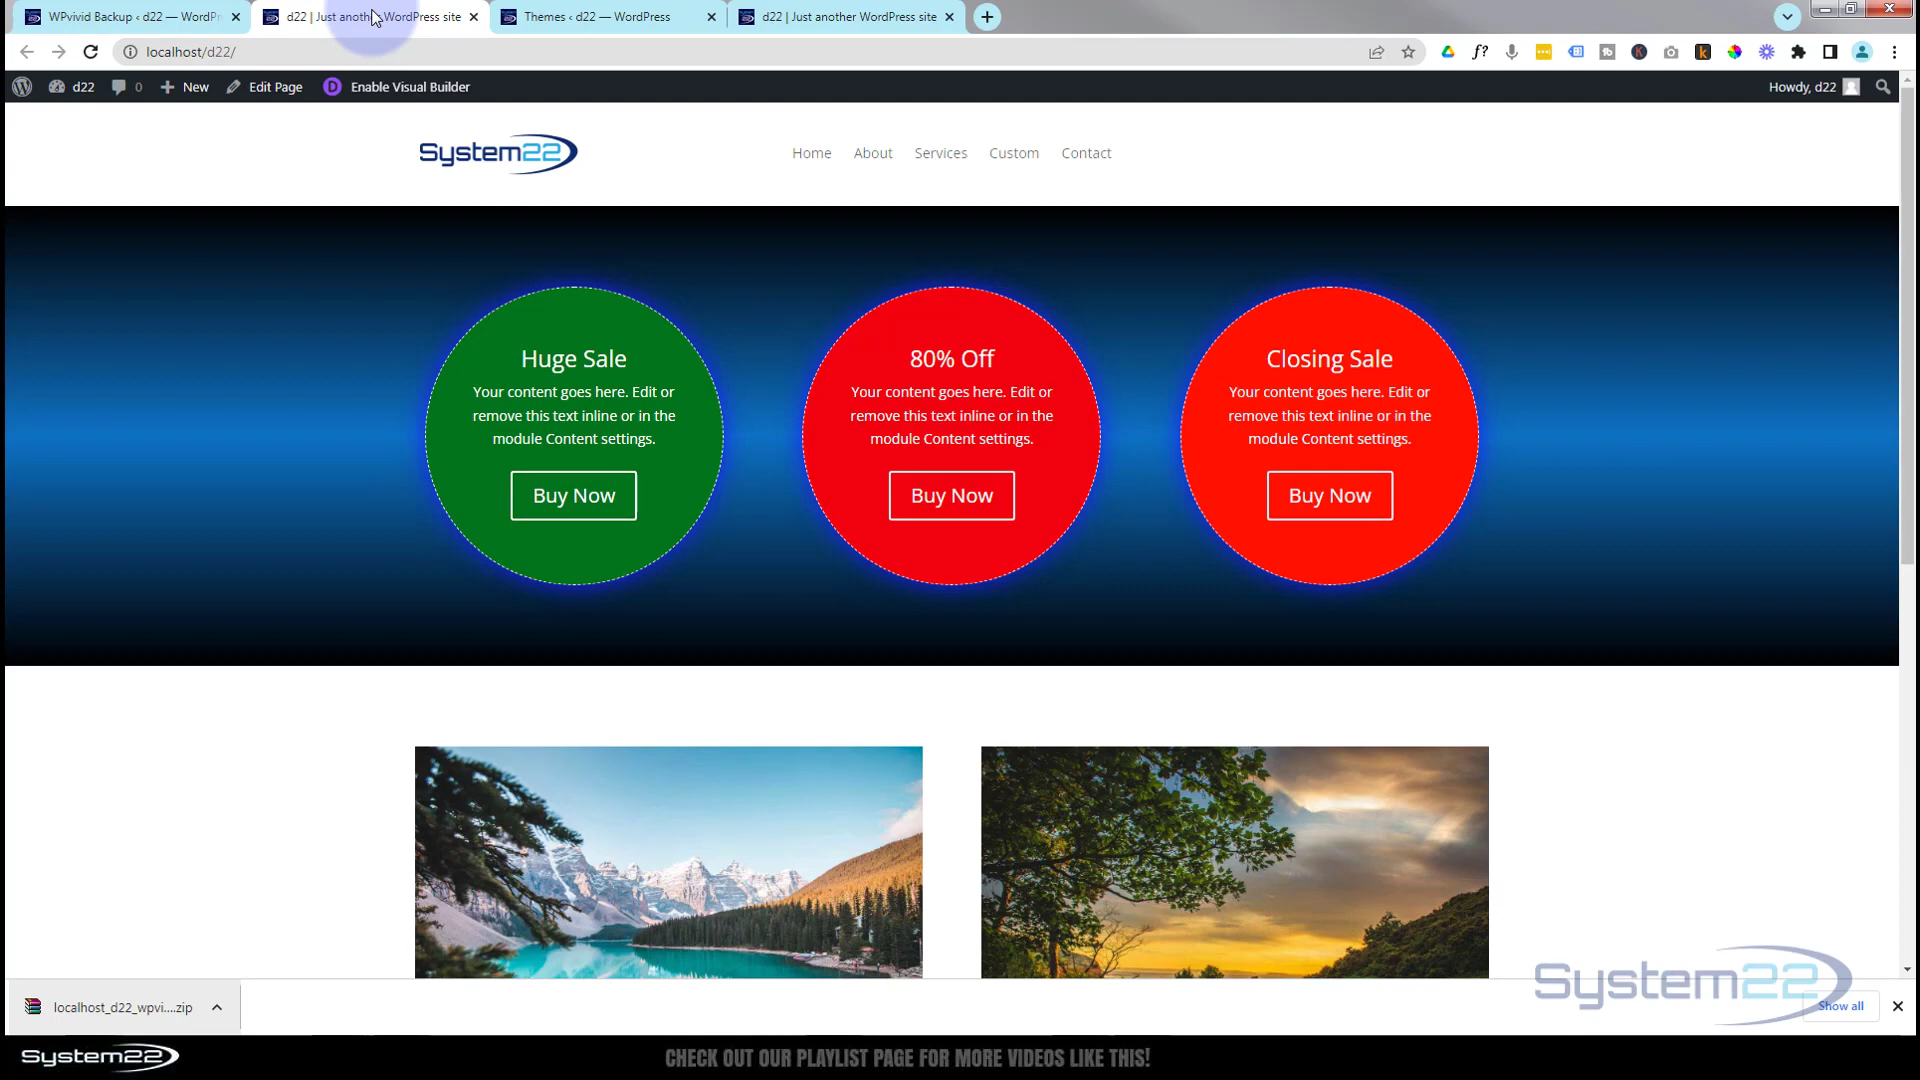 WPvivid Backup ‹ d22 — WordPr
d22 | Just another WordPress site
Themes ‹ d22 — WordPress
d22 | Just another WordPress site
localhost/d22/
d22
0
New
Edit Page
Enable Visual Builder
Howdy, d22
System22
Home
About
Services
Custom
Contact
Huge Sale
Your content goes here. Edit or
remove this text inline or in the
module Content settings.
Buy Now
80% Off
Your content goes here. Edit or
remove this text inline or in the
module Content settings.
Buy Now
Closing Sale
Your content goes here. Edit or
remove this text inline or in the
module Content settings.
Buy Now
localhost_d22_wpvi....zip
System22
Show all
System22
CHECK OUT OUR PLAYLIST PAGE FOR MORE VIDEOS LIKE THIS!